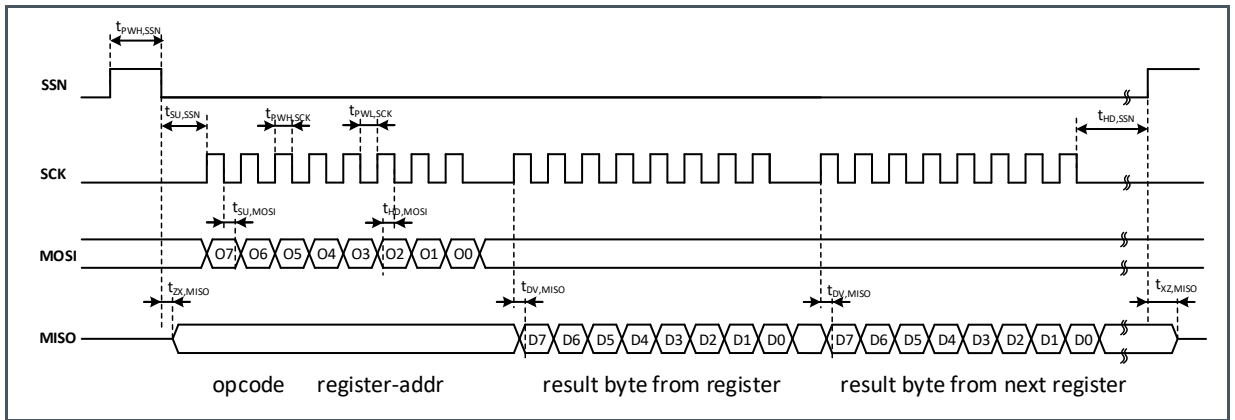 tPWH,SSN
SSN
tSU,SSN tPWH,SCK tPWL,SCK tHD,SSN
SCK
tSU,MOSI tHD,MOSI
MOSI O7 O6 O5 O4 O3 O2 O1 O0
tZX,MISO tDV,MISO tDV,MISO tXZ,MISO
MISO D7 D6 D5 D4 D3 D2 D1 D0 D7 D6 D5 D4 D3 D2 D1 D0
opcode register-addr result byte from register result byte from next register